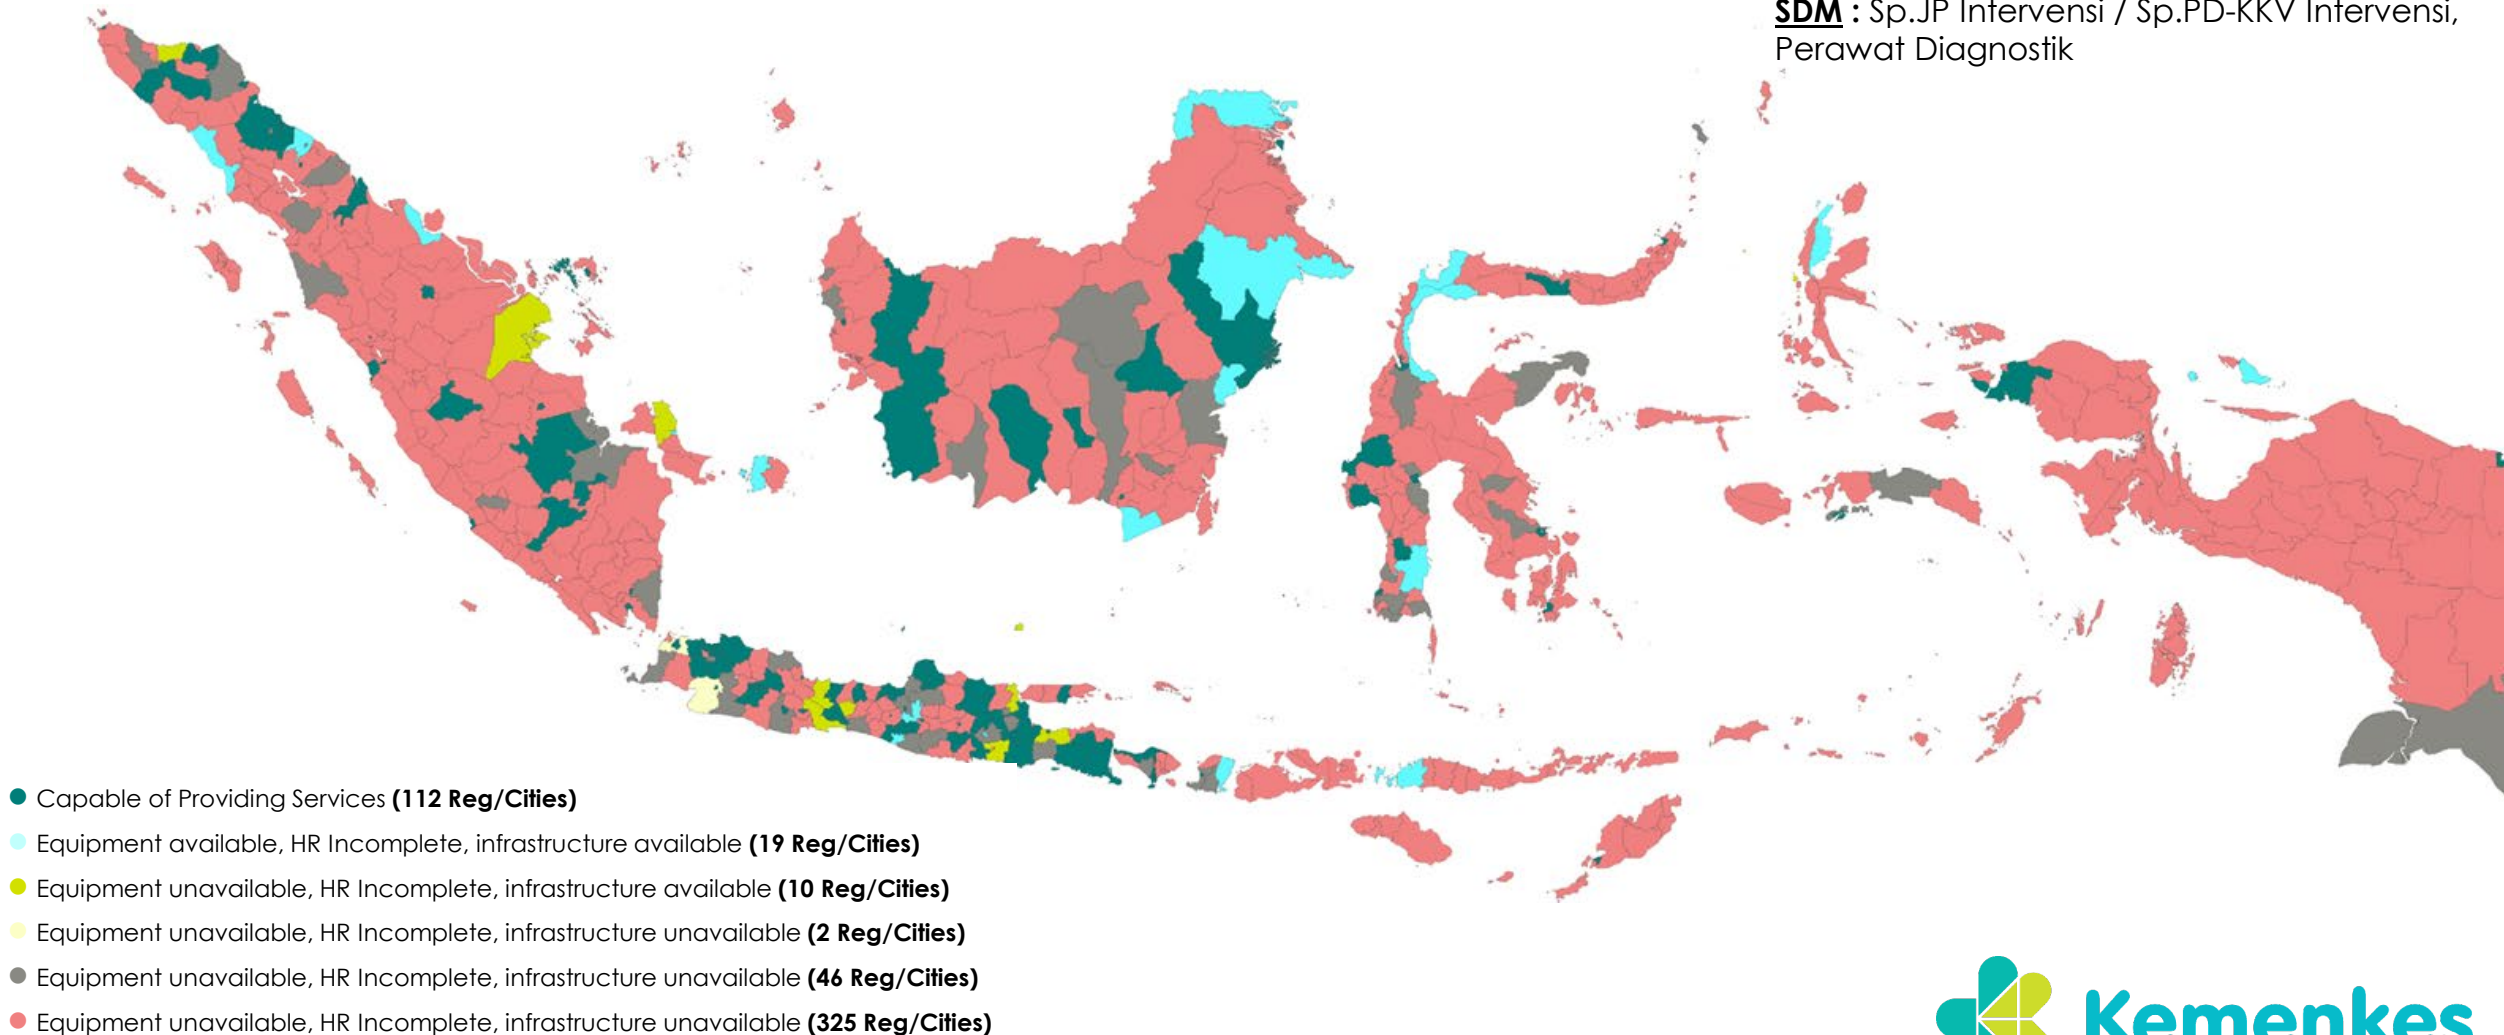 SDM : Sp.JP Intervensi / Sp.PD-KKV Intervensi,
Perawat Diagnostik
Capable of Providing Services (112 Reg/Cities)
Equipment available, HR Incomplete, infrastructure available (19 Reg/Cities)
Equipment unavailable, HR Incomplete, infrastructure available (10 Reg/Cities)
Equipment unavailable, HR Incomplete, infrastructure unavailable (2 Reg/Cities)
Equipment unavailable, HR Incomplete, infrastructure unavailable (46 Reg/Cities)
Equipment unavailable, HR Incomplete, infrastructure unavailable (325 Reg/Cities)
Kemenkes